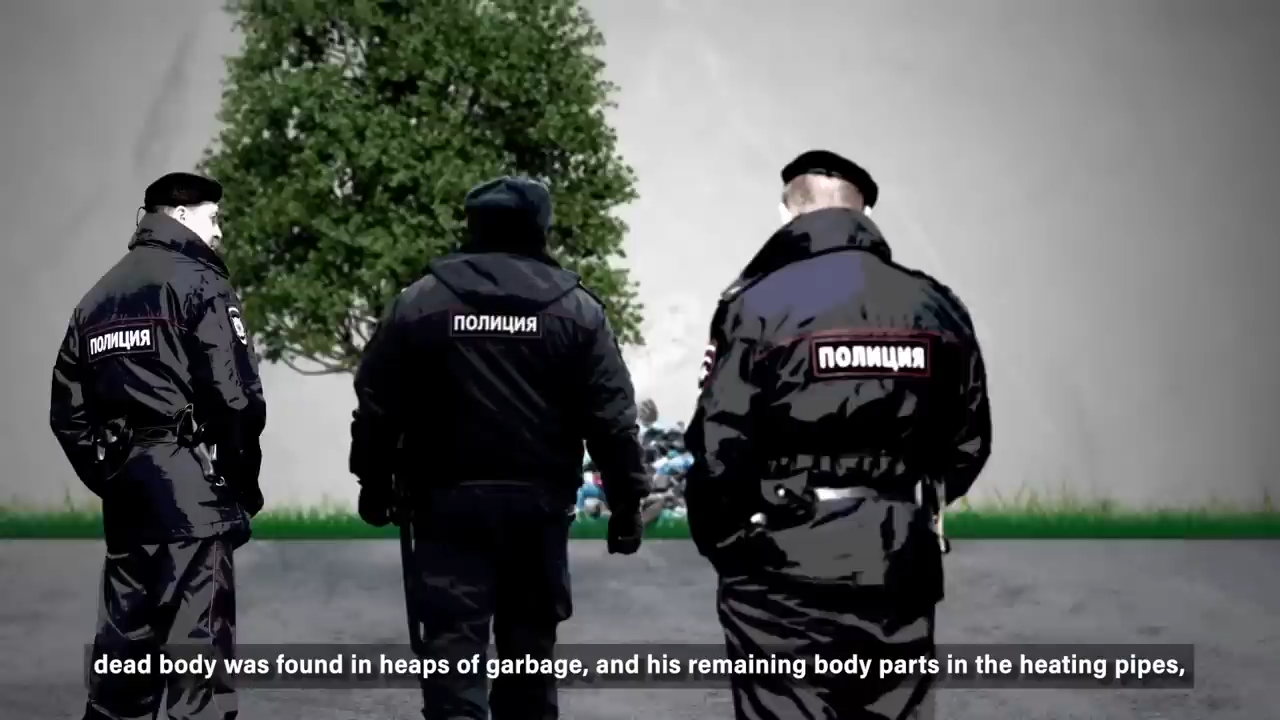 ПОЛИЦИЯ
ПОЛИЦИЯ
ПОЛИЦИЯ
dead body was found in heaps of garbage, and his remaining body parts in the heating pipes,